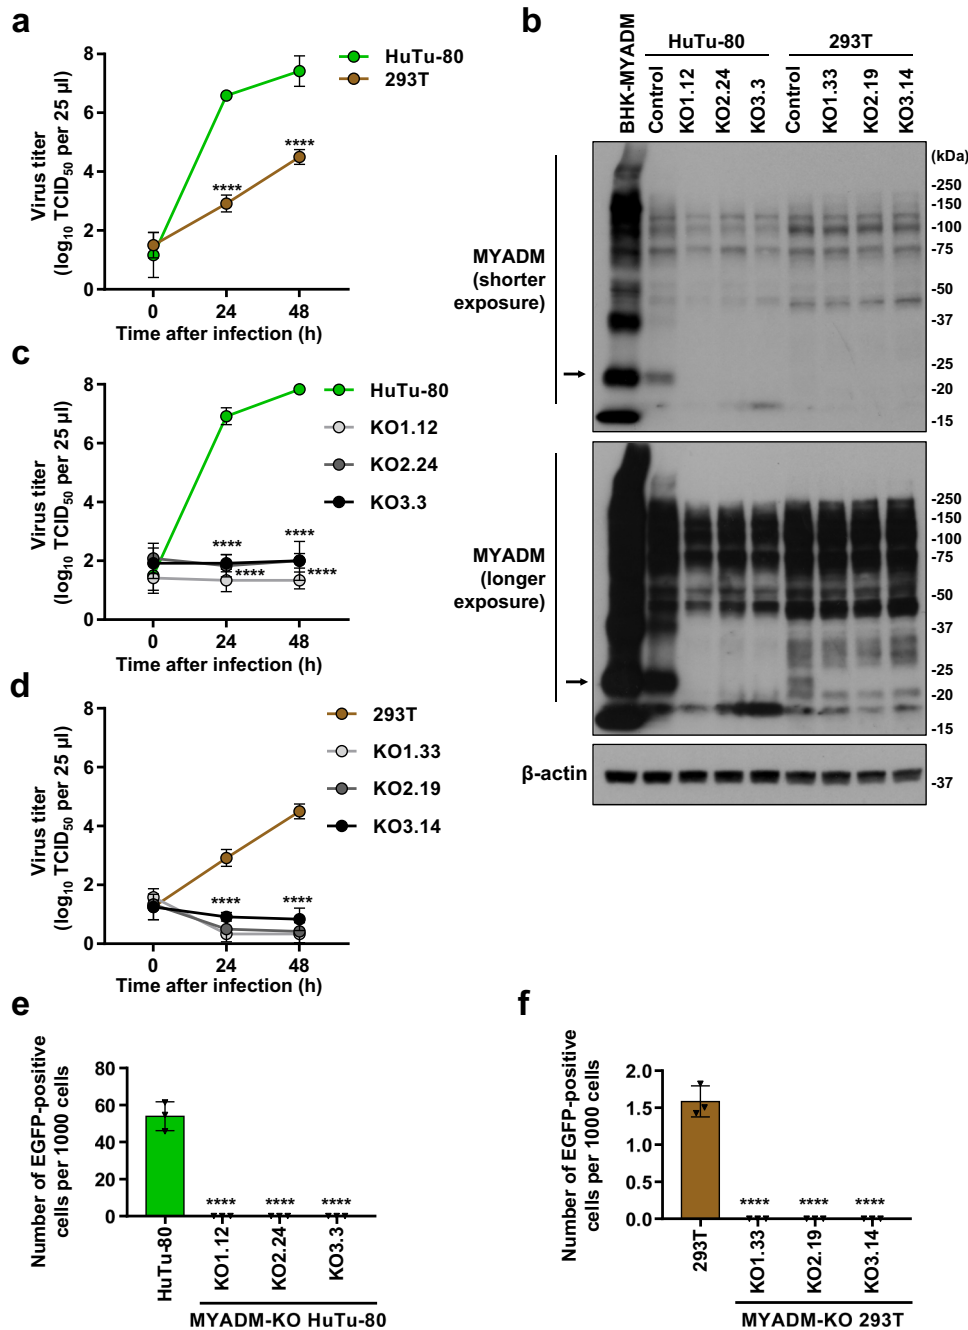 a
Virus titer
(log10 TCID50 per 25 µl)
8
6
4
2
0
0
24
48
Time after infection (h)
HuTu-80
293T
****
****
b
BHK-MYADM
HuTu-80
293T
Control
KO1.12
KO2.24
KO3.3
Control
KO1.33
KO2.19
KO3.14
(kDa)
-250
-150
-100
-75
-50
-37
-25
-20
-15
MYADM
(shorter
exposure)
-250
-150
-100
-75
-50
-37
-25
-20
-15
MYADM
(longer
exposure)
β-actin
-37
c
Virus titer
(log10 TCID50 per 25 µl)
8
6
4
2
0
0
24
48
Time after infection (h)
HuTu-80
KO1.12
KO2.24
KO3.3
****
****
****
****
d
Virus titer
(log10 TCID50 per 25 µl)
8
6
4
2
0
0
24
48
Time after infection (h)
293T
KO1.33
KO2.19
KO3.14
****
****
e
Number of EGFP-positive
cells per 1000 cells
80
60
40
20
0
****
****
****
HuTu-80
KO1.12
KO2.24
KO3.3
MYADM-KO HuTu-80
f
Number of EGFP-positive
cells per 1000 cells
2.0
1.5
1.0
0.5
0.0
****
****
****
293T
KO1.33
KO2.19
KO3.14
MYADM-KO 293T